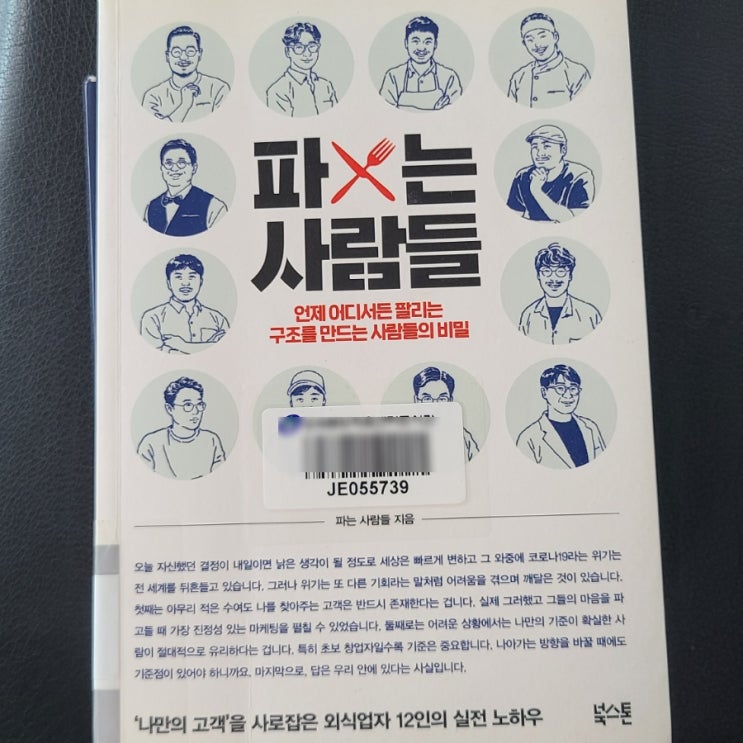 파는
사람들
언제 어디서든 팔리는
구조를 만드는 사람들의 비밀
JE055739
파는 사람들 지음
오늘 자신했던 결정이 내일이면 낡은 생각이 될 정도로 세상은 빠르게 변하고 그 와중에 코로나19라는 위기는
전 세계를 뒤흔들고 있습니다. 그러나 위기는 또 다른 기회라는 말처럼 어려움을 겪으며 깨달은 것이 있습니다.
첫째는 아무리 적은 수여도 나를 찾아주는 고객은 반드시 존재한다는 겁니다. 실제 그러했고 그들의 마음을 파
고들 때 가장 진정성 있는 마케팅을 펼칠 수 있었습니다. 둘째로는 어려운 상황에서는 나만의 기준이 확실한 사
람이 절대적으로 유리하다는 겁니다. 특히 초보 창업자일수록 기준은 중요합니다. 나아가는 방향을 바꿀 때에도
기준점이 있어야 하니까요. 마지막으로, 답은 우리 안에 있다는 사실입니다.
'나만의 고객'을 사로잡은 외식업자 12인의 실전 노하우
북스톤